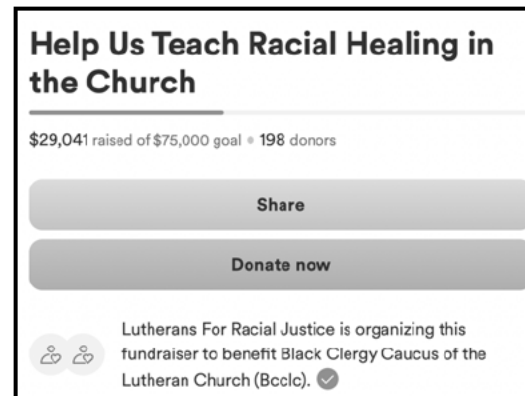 Help Us Teach Racial Healing in
the Church
$29,041 raised of $75,000 goal • 198 donors
Share
Donate now
Lutherans For Racial Justice is organizing this
fundraiser to benefit Black Clergy Caucus of the
Lutheran Church (Bcclc).